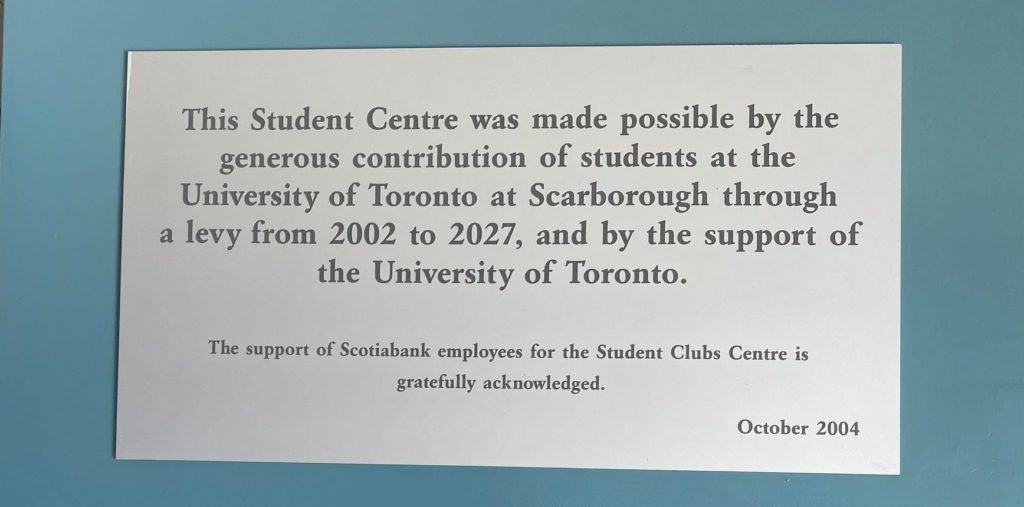 This Student Centre was made possible by the
generous contribution of students at the
University of Toronto at Scarborough through
a levy from 2002 to 2027, and by the support of
the University of Toronto.
The support of Scotiabank employees for the Student Clubs Centre is
gratefully acknowledged.
October 2004